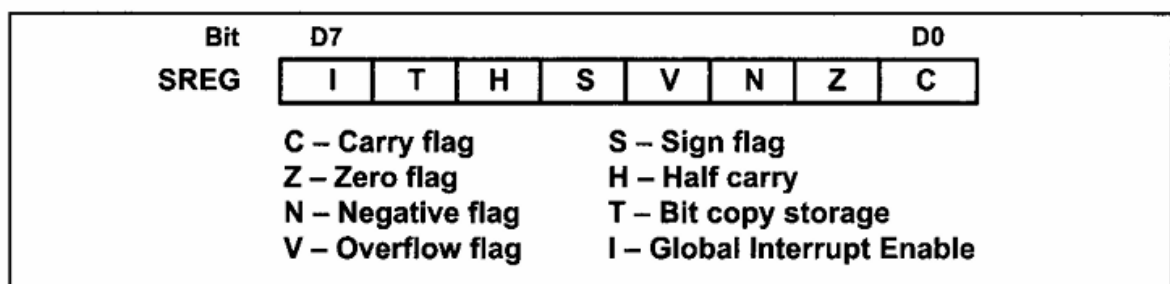 Bit D7 D0
SREG I T H S V N Z C
C – Carry flag S – Sign flag
Z – Zero flag H – Half carry
N – Negative flag T – Bit copy storage
V – Overflow flag I – Global Interrupt Enable